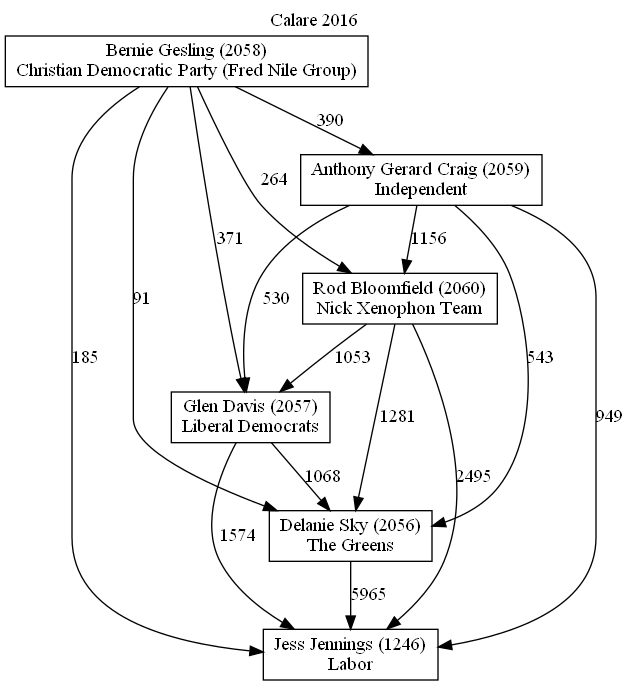 Calare 2016
Bernie Gesling (2058)
Christian Democratic Party (Fred Nile Group)
390
Anthony Gerard Craig (2059)
Independent
264
371
1156
Rod Bloomfield (2060)
Nick Xenophon Team
91
530
185
1053
543
949
Glen Davis (2057)
Liberal Democrats
1281
1068
2495
Delanie Sky (2056)
The Greens
1574
5965
Jess Jennings (1246)
Labor